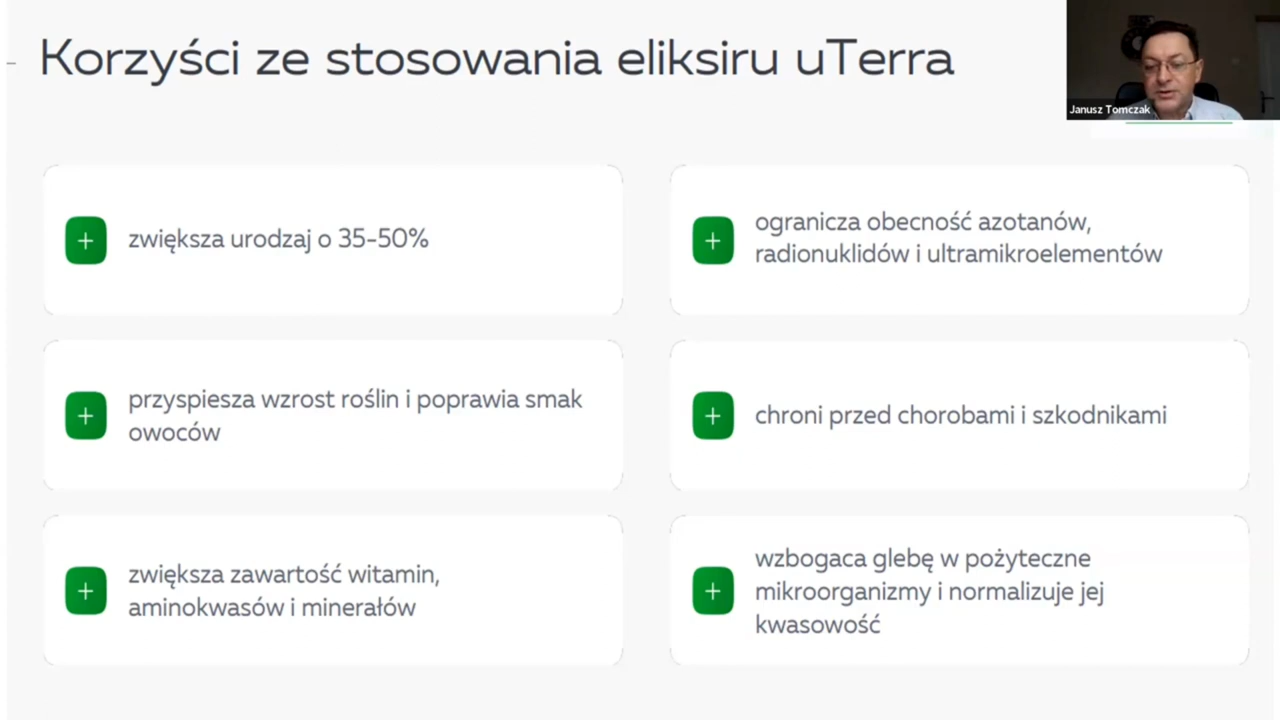 Korzyści ze stosowania eliksiru uTerra
Janusz Tomczak
zwiększa urodzaj o 35-50%
ogranicza obecność azotanów,
radionuklidów i ultramikroelementów
przyspiesza wzrost roślin i poprawia smak
owoców
chroni przed chorobami i szkodnikami
zwiększa zawartość witamin,
aminokwasów i minerałów
wzbogaca glebę w pożyteczne
mikroorganizmy i normalizuje jej
kwasowość